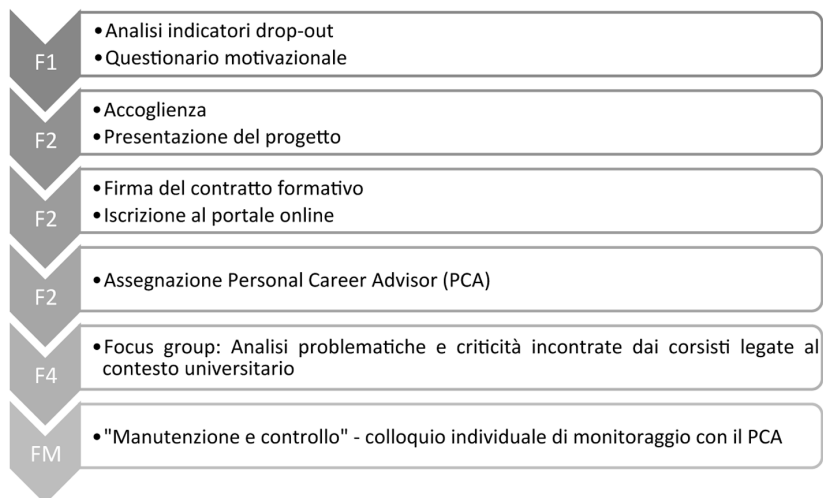 F1
•Analisi indicatori drop-out
•Questionario motivazionale
F2
•Accoglienza
•Presentazione del progetto
F2
•Firma del contratto formativo
•Iscrizione al portale online
F2
•Assegnazione Personal Career Advisor (PCA)
F4
•Focus group: Analisi problematiche e criticità incontrate dai corsisti legate al
contesto universitario
FM
•"Manutenzione e controllo" - colloquio individuale di monitoraggio con il PCA